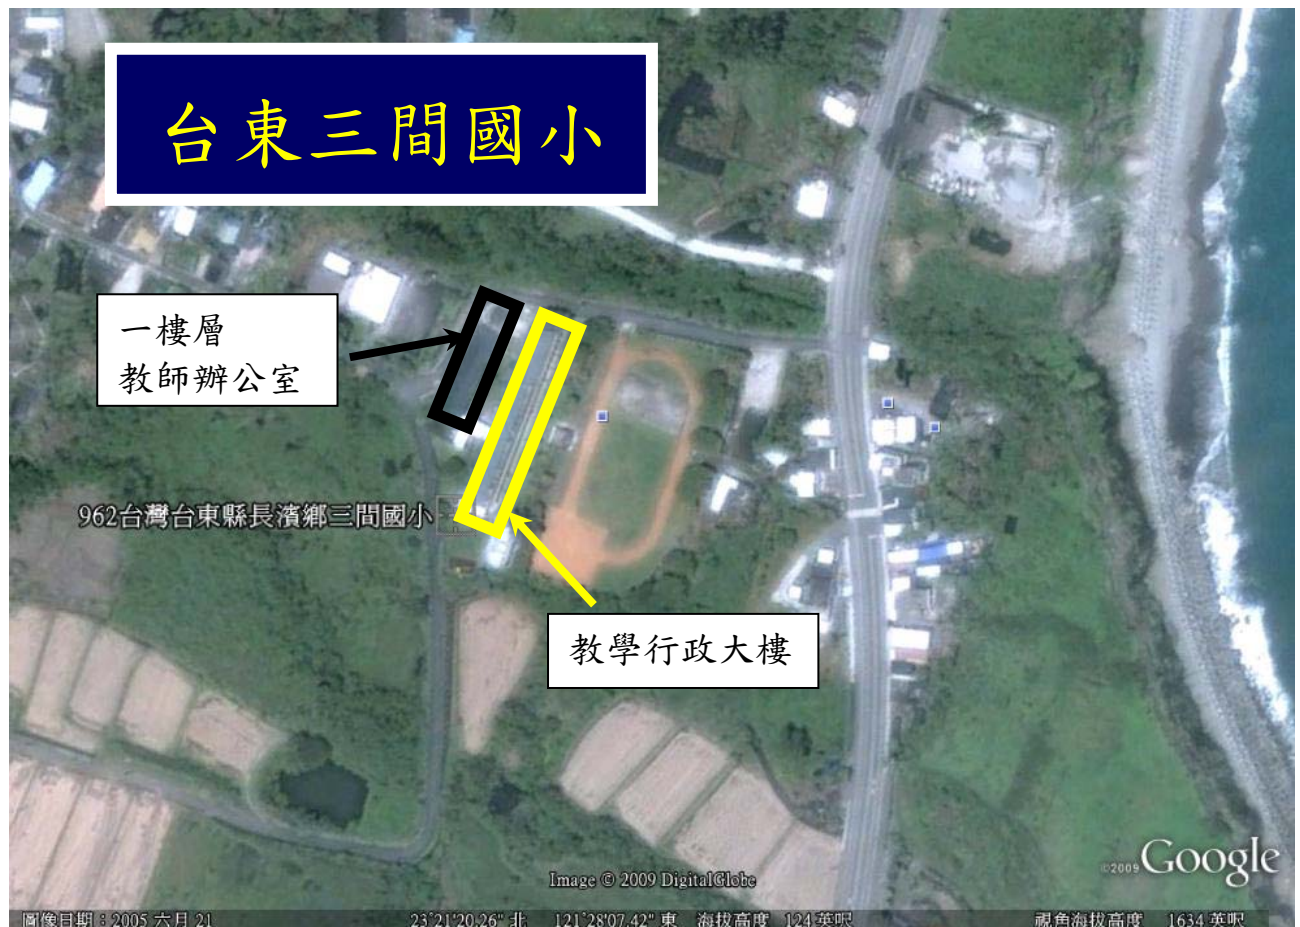 台東三間國小
一樓層
教師辦公室
962台灣台東縣長濱鄉三間國小
教學行政大樓
©2009 Google
Image © 2009 DigitalGlobe
圖像日期：2005 六月 21 23°21'20.26" 北 121°28'07.42" 東 海拔高度 124 英呎 視角海拔高度 1634 英呎